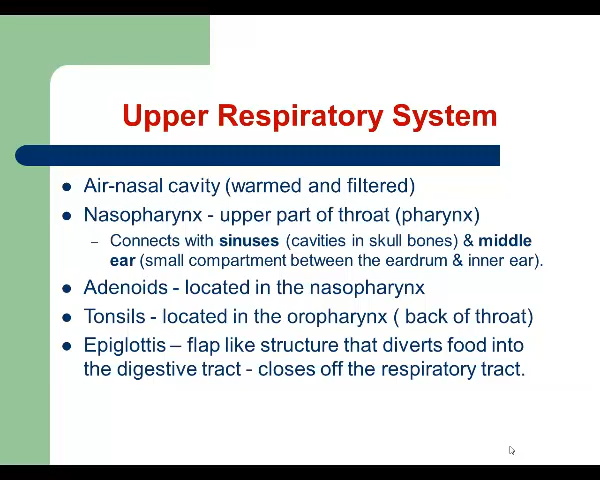 Upper Respiratory System
● Air-nasal cavity (warmed and filtered)
● Nasopharynx - upper part of throat (pharynx)
– Connects with sinuses (cavities in skull bones) & middle
ear (small compartment between the eardrum & inner ear).
● Adenoids - located in the nasopharynx
● Tonsils - located in the oropharynx ( back of throat)
● Epiglottis – flap like structure that diverts food into
the digestive tract - closes off the respiratory tract.